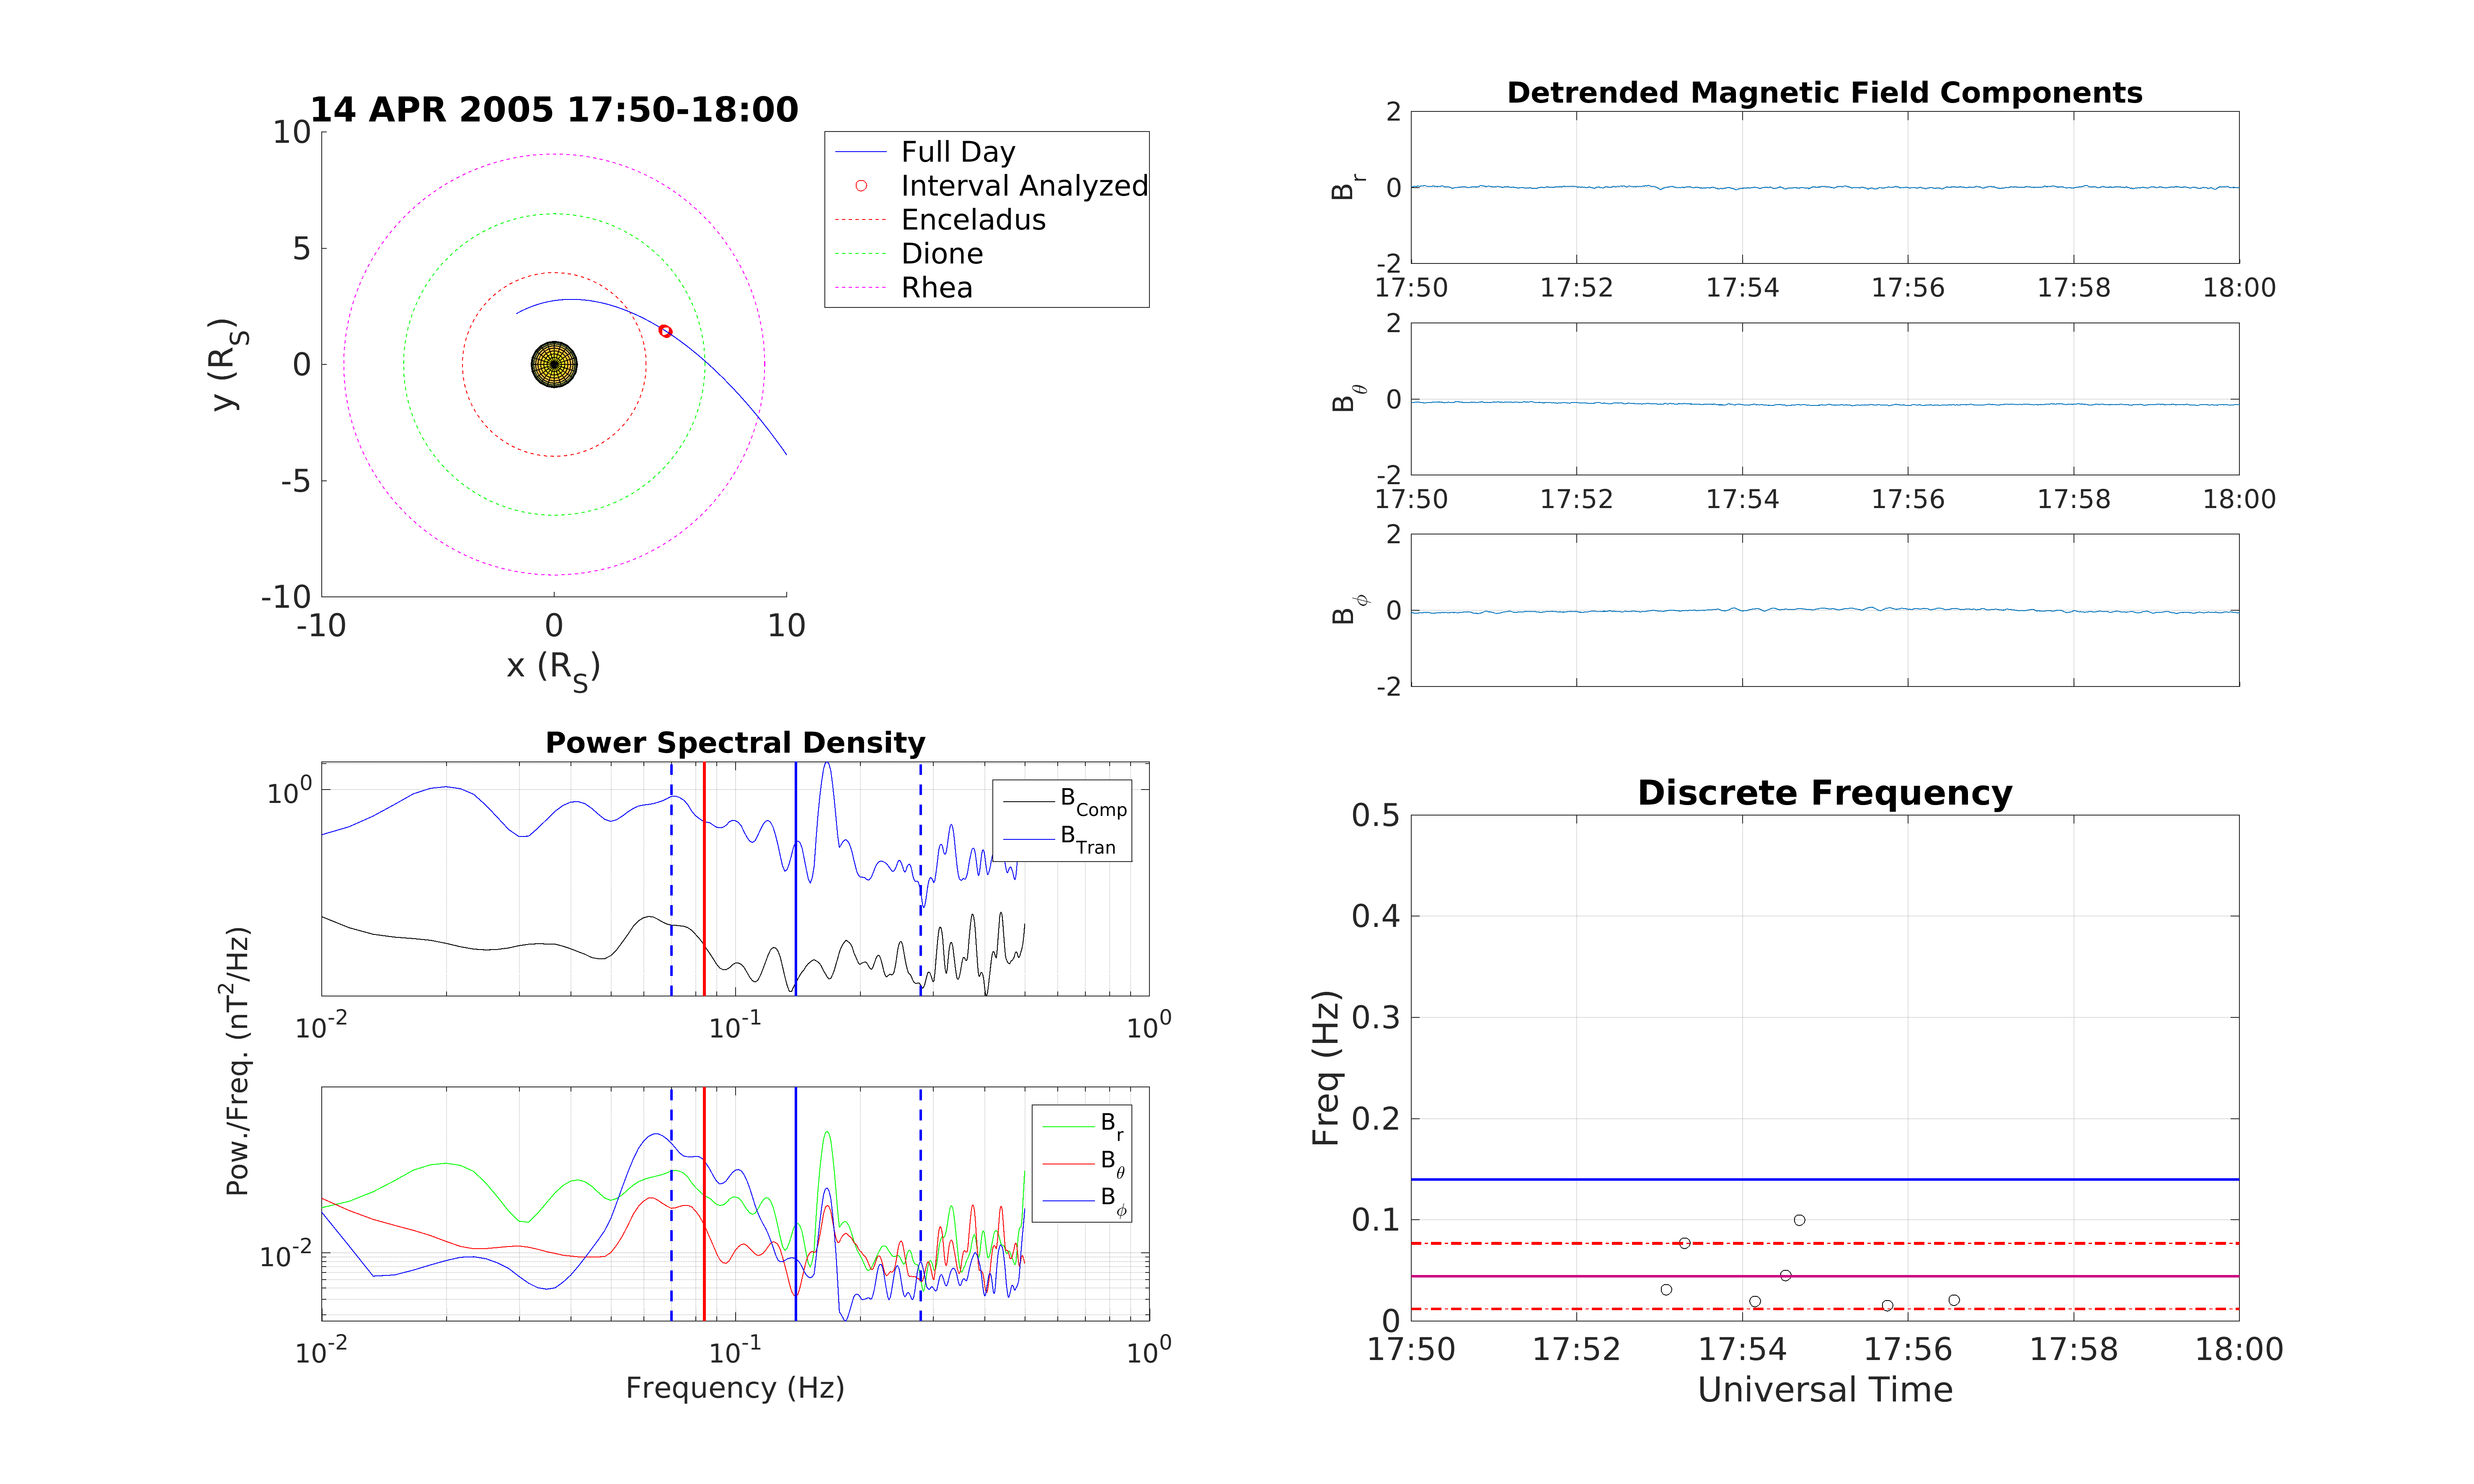 14 APR 2005 17:50-18:00
10
5
0
-5
-10
-10
0
10
y (R_S)
x (R_S)
Full Day
Interval Analyzed
Enceladus
Dione
Rhea
Detrended Magnetic Field Components
2
0
-2
B_r
17:50
17:52
17:54
17:56
17:58
18:00
2
0
-2
B_θ
17:50
17:52
17:54
17:56
17:58
18:00
2
0
-2
B_ϕ
Power Spectral Density
10^0
B_Comp
B_Tran
10^-2
10^-1
10^0
Pow./Freq. (nT^2/Hz)
10^-2
B_r
B_θ
B_ϕ
10^-2
10^-1
10^0
Frequency (Hz)
Discrete Frequency
0.5
0.4
0.3
0.2
0.1
0
Freq (Hz)
17:50
17:52
17:54
17:56
17:58
18:00
Universal Time